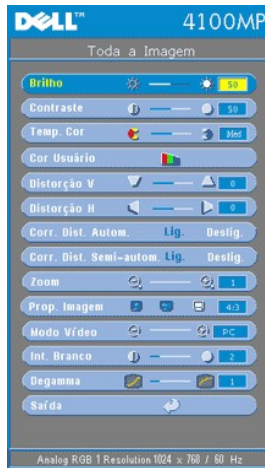 DELL™ 4100MP
Toda a Imagem
Brilho 50
Contraste 50
Temp. Cor Med
Cor Usuário
Distorção V 0
Distorção H 0
Corr. Dist. Autom. Lig. Deslig.
Corr. Dist. Semi-autom. Lig. Deslig.
Zoom 1
Prop. Imagem 4:3
Modo Vídeo PC
Int. Branco 2
Degamma 1
Saída
Analog RGB 1 Resolution 1024 x 768 / 60 Hz